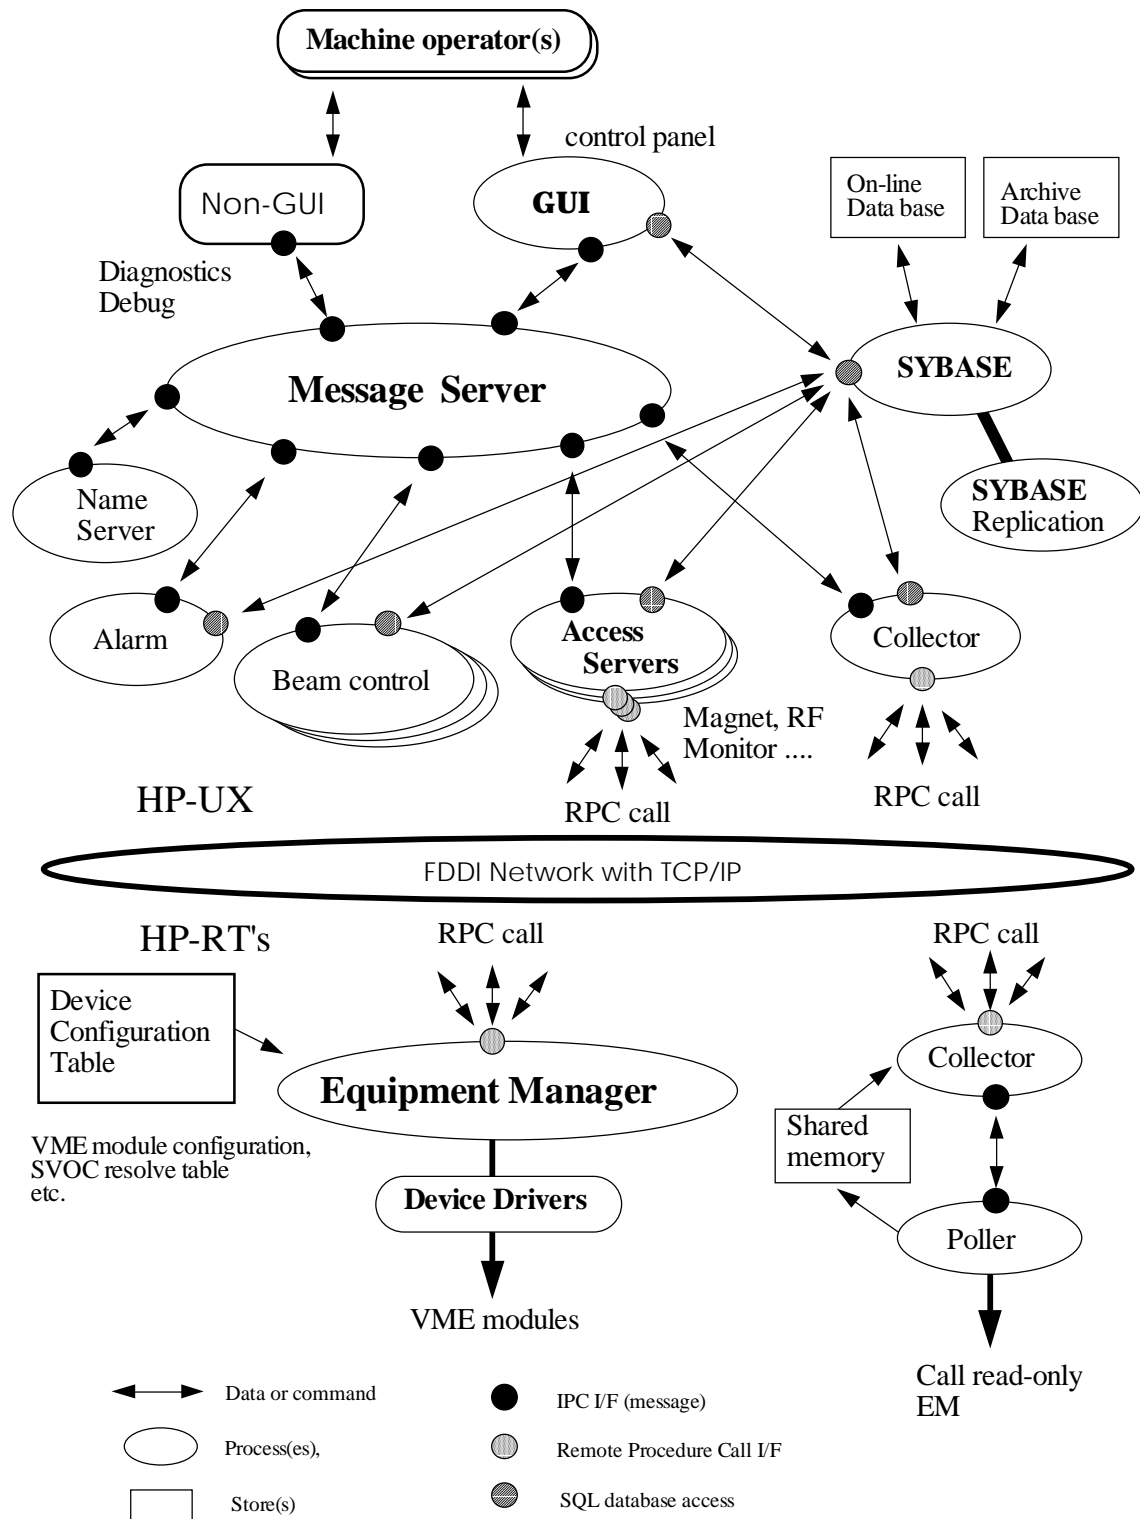 Machine operator(s)
control panel
Non-GUI
GUI
On-line
Data base
Archive
Data base
Diagnostics
Debug
Message Server
SYBASE
Name
Server
SYBASE
Replication
Alarm
Beam control
Access
Servers
Collector
Magnet, RF
Monitor ....
HP-UX
RPC call
RPC call
FDDI Network with TCP/IP
HP-RT's
RPC call
RPC call
Device
Configuration
Table
Equipment Manager
Collector
VME module configuration,
SVOC resolve table
etc.
Shared
memory
Device Drivers
Poller
VME modules
Call read-only
EM
Data or command
IPC I/F (message)
Process(es),
Remote Procedure Call I/F
Store(s)
SQL database access